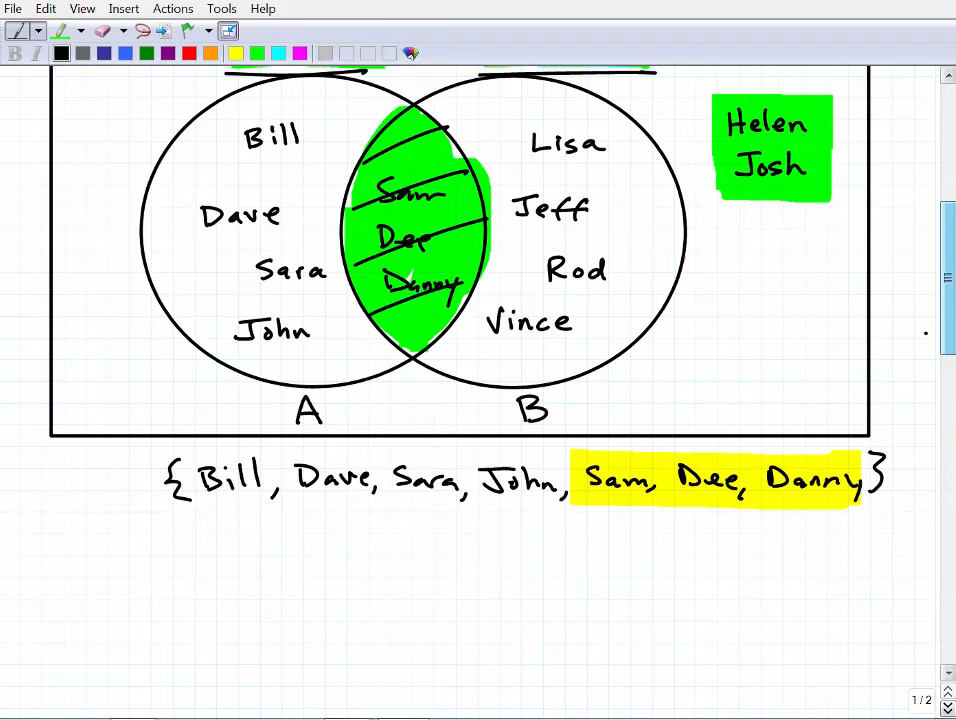 File Edit View Insert Actions Tools Help
B I
Bill
Lisa
Helen
Josh
Sam
Dave
Jeff
Dee
Sara
Rod
Danny
John
Vince
A
B
{Bill, Dave, Sara, John, Sam, Dee, Danny}
1 / 2